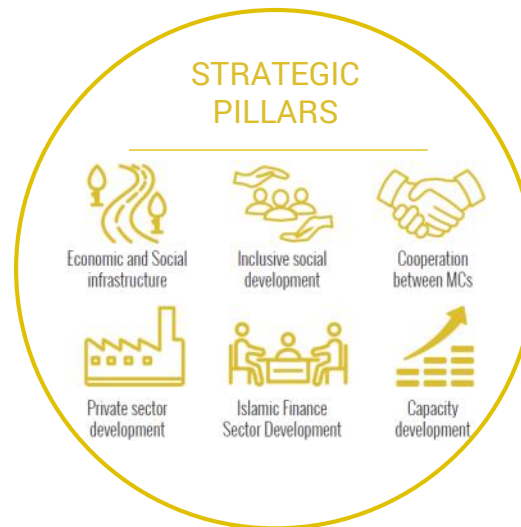 STRATEGIC
PILLARS
Economic and Social
infrastructure
Inclusive social
development
Cooperation
between MCs
Private sector
development
Islamic Finance
Sector Development
Capacity
development